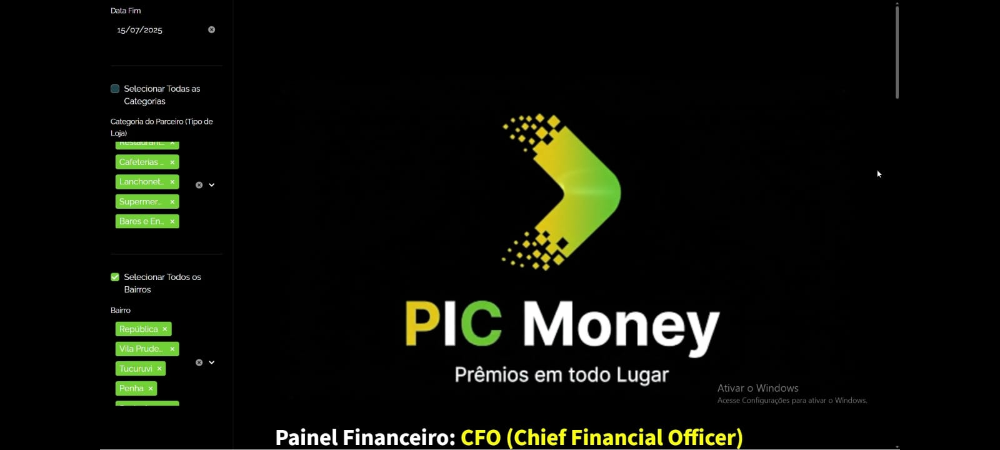 Data Fim
15/07/2025
Selecionar Todas as
Categorias
Categoria do Parceiro (Tipo de
Loja)
Restaurant...
Cafeterias ...
Lanchonet...
Supermer...
Bares e En...
Selecionar Todos os
Bairros
Bairro
República
Vila Prude...
Tucuruvi
Penha
PIC Money
Prêmios em todo Lugar
Ativar o Windows
Acesse Configurações para ativar o Windows.
Painel Financeiro: CFO (Chief Financial Officer)